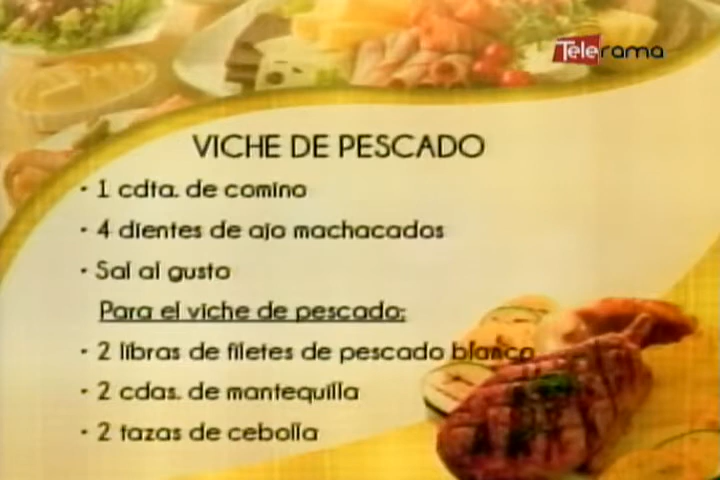 Telerama
VICHE DE PESCADO
• 1 cdta. de comino
• 4 dientes de ajo machacados
• Sal al gusto
Para el viche de pescado:
• 2 libras de filetes de pescado blanco
• 2 cdas. de mantequilla
• 2 tazas de cebolla